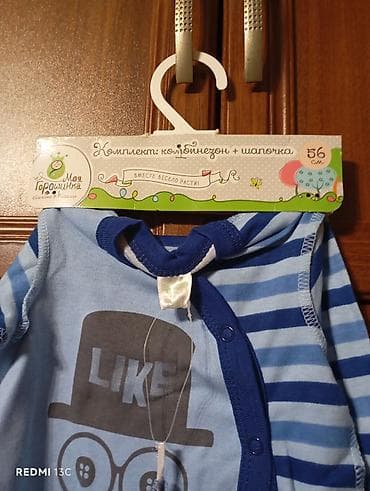 Моя
Горошинка
Комплект: комбинезон + шапочка
56
см.
ВМЕСТЕ ВЕСЕЛО РАСТИ!
LIKE
REDMI 13C